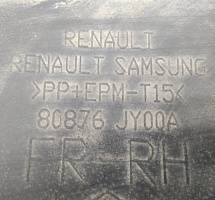 RENAULT
RENAULT SAMSUNG
>PP+EPM-T15<
80876 JY00A
FR-RH